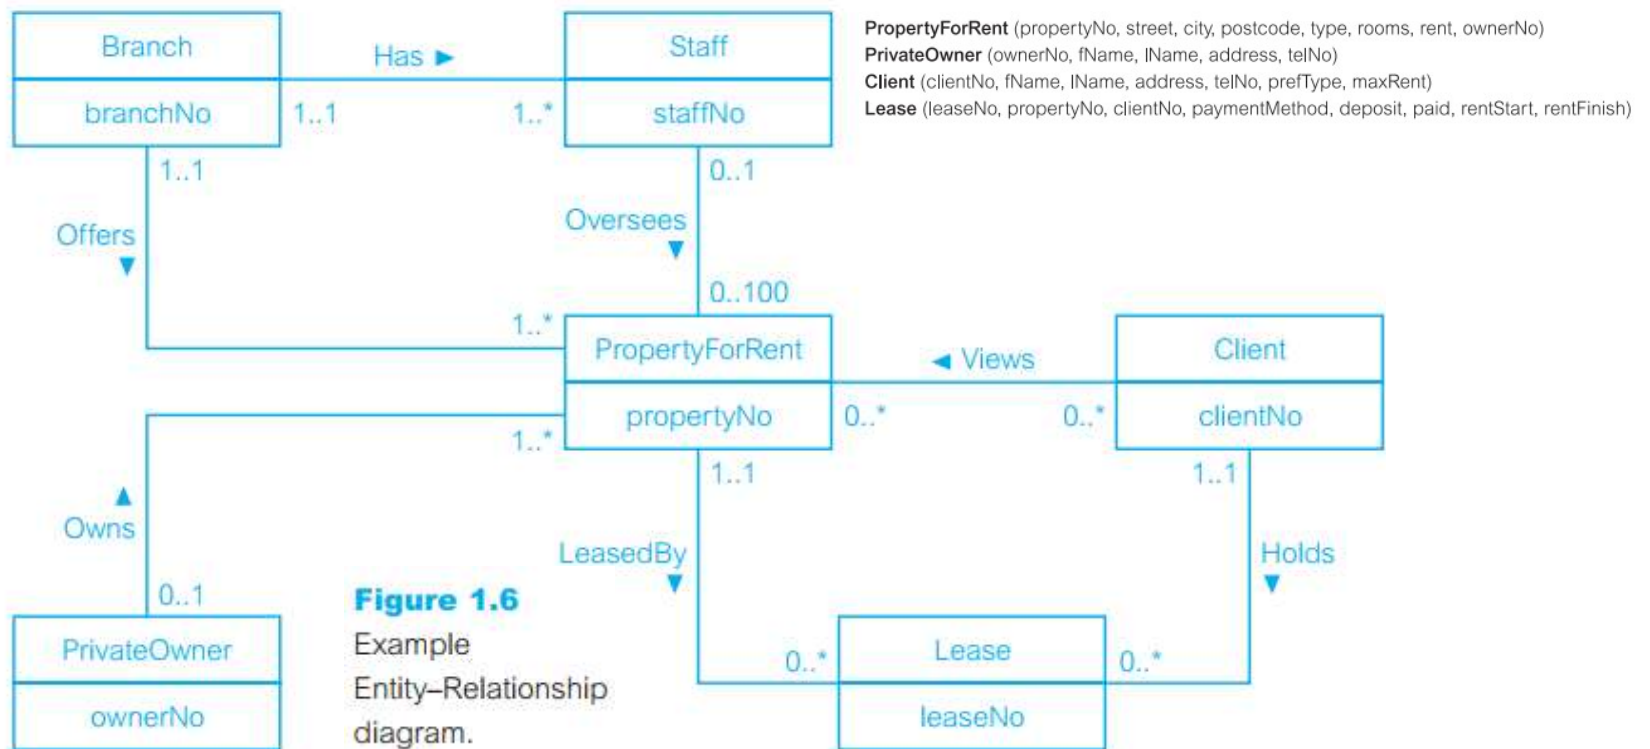 Branch
branchNo
Has ►
1..1
1..*
Staff
staffNo
PropertyForRent (propertyNo, street, city, postcode, type, rooms, rent, ownerNo)
PrivateOwner (ownerNo, fName, lName, address, telNo)
Client (clientNo, fName, lName, address, telNo, prefType, maxRent)
Lease (leaseNo, propertyNo, clientNo, paymentMethod, deposit, paid, rentStart, rentFinish)
1..1
Offers
▼
1..*
0..1
Oversees
▼
0..100
PropertyForRent
propertyNo
◄ Views
0..*
0..*
Client
clientNo
1..*
▲
Owns
0..1
PrivateOwner
ownerNo
1..1
LeasedBy
▼
0..*
1..1
Holds
▼
0..*
Lease
leaseNo
Figure 1.6
Example
Entity–Relationship
diagram.